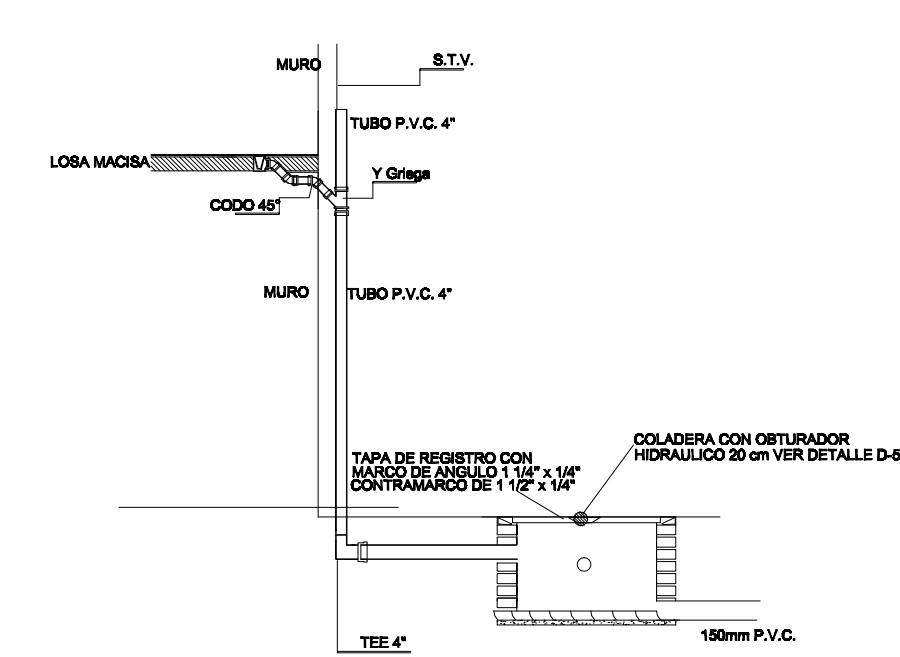 MURO
S.T.V.
TUBO P.V.C. 4"
LOSA MACISA
Y Griega
CODO 45°
MURO
TUBO P.V.C. 4"
COLADERA CON OBTURADOR
HIDRAULICO 20 cm VER DETALLE D-5
TAPA DE REGISTRO CON
MARCO DE ANGULO 1 1/4" x 1/4"
CONTRAMARCO DE 1 1/2" x 1/4"
150mm P.V.C.
TEE 4"